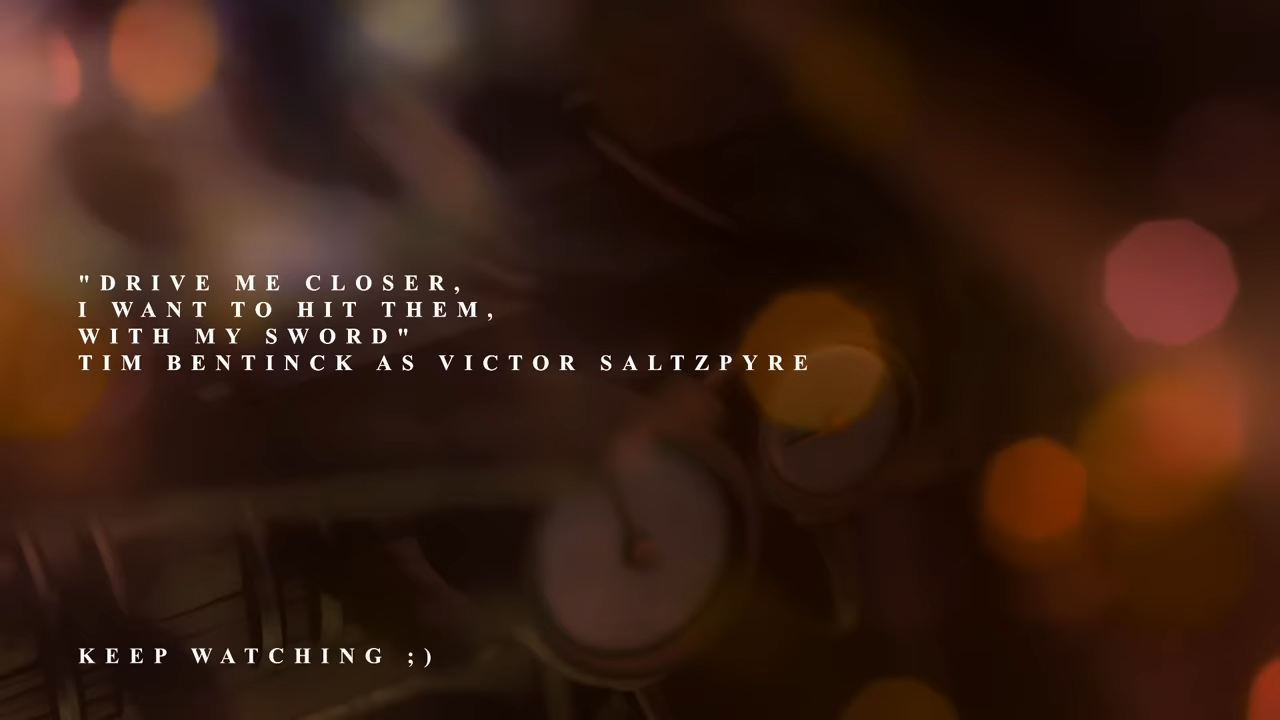 "DRIVE ME CLOSER,
I WANT TO HIT THEM,
WITH MY SWORD"
TIM BENTINCK AS VICTOR SALTZPYRE
KEEP WATCHING ;)